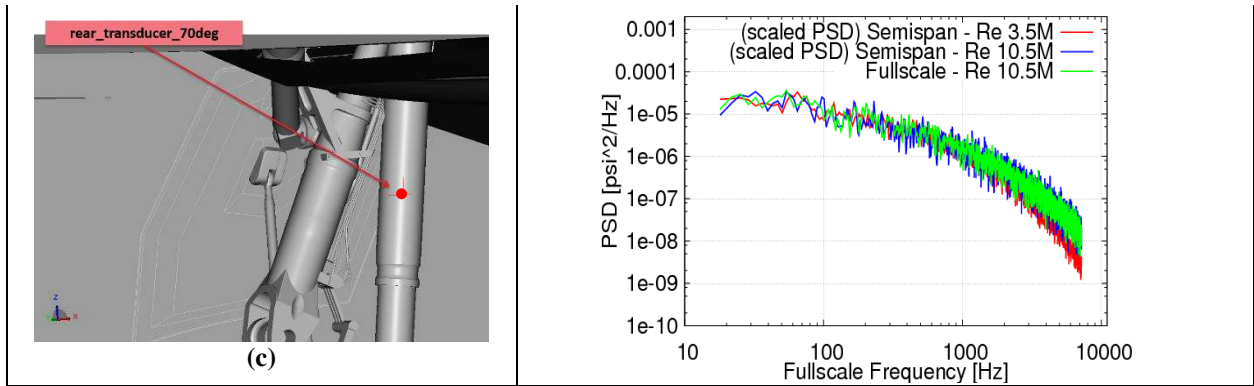 rear_transducer_70deg
Z
Y
X
(c)
(scaled PSD) Semispan - Re 3.5M
(scaled PSD) Semispan - Re 10.5M
Fullscale - Re 10.5M
PSD [psi^2/Hz]
0.001
0.0001
1e-05
1e-06
1e-07
1e-08
1e-09
1e-10
10 100 1000 10000
Fullscale Frequency [Hz]